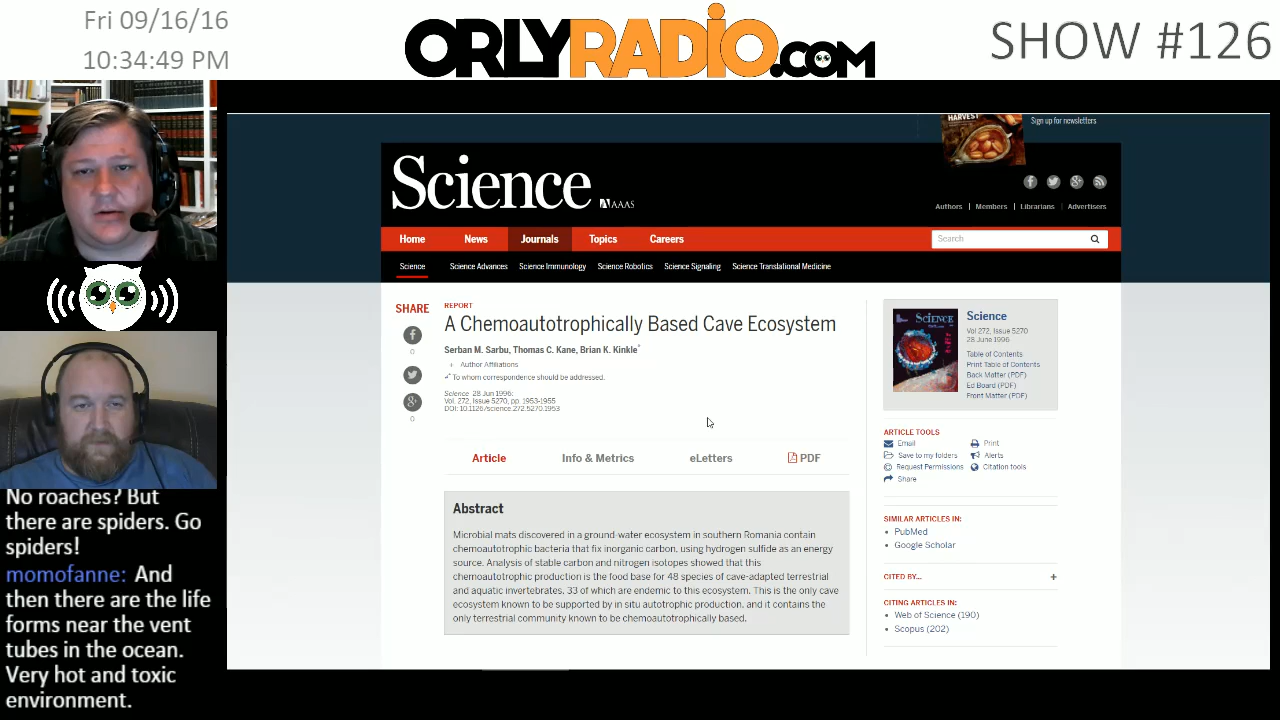 Fri 09/16/16
10:34:49 PM
ORLYRADIO.COM
SHOW #126
HARVEST
Sign up for newsletters
Science
AAAS
Authors | Members | Librarians | Advertisers
Home News Journals Topics Careers
Search
Science Science Advances Science Immunology Science Robotics Science Signaling Science Translational Medicine
SHARE
0
0
REPORT
A Chemoautotrophically Based Cave Ecosystem
Serban M. Sarbu, Thomas C. Kane, Brian K. Kinkle*
+ Author Affiliations
↵* To whom correspondence should be addressed.
Science 28 Jun 1996:
Vol. 272, Issue 5270, pp. 1953-1955
DOI: 10.1126/science.272.5270.1953
Article Info & Metrics eLetters PDF
Abstract
Microbial mats discovered in a ground-water ecosystem in southern Romania contain
chemoautotrophic bacteria that fix inorganic carbon, using hydrogen sulfide as an energy
source. Analysis of stable carbon and nitrogen isotopes showed that this
chemoautotrophic production is the food base for 48 species of cave-adapted terrestrial
and aquatic invertebrates, 33 of which are endemic to this ecosystem. This is the only cave
ecosystem known to be supported by in situ autotrophic production, and it contains the
only terrestrial community known to be chemoautotrophically based.
SCIENCE
Science
Vol 272, Issue 5270
28 June 1996
Table of Contents
Print Table of Contents
Back Matter (PDF)
Ed Board (PDF)
Front Matter (PDF)
ARTICLE TOOLS
Email Print
Save to my folders Alerts
Request Permissions Citation tools
Share
SIMILAR ARTICLES IN:
• PubMed
• Google Scholar
CITED BY... +
CITING ARTICLES IN:
• Web of Science (190)
• Scopus (202)
No roaches? But
there are spiders. Go
spiders!
momofanne: And
then there are the life
forms near the vent
tubes in the ocean.
Very hot and toxic
environment.